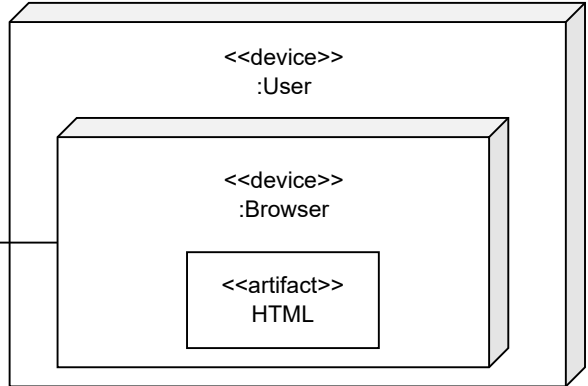 <<device>>
:User
<<device>>
:Browser
<<artifact>>
HTML